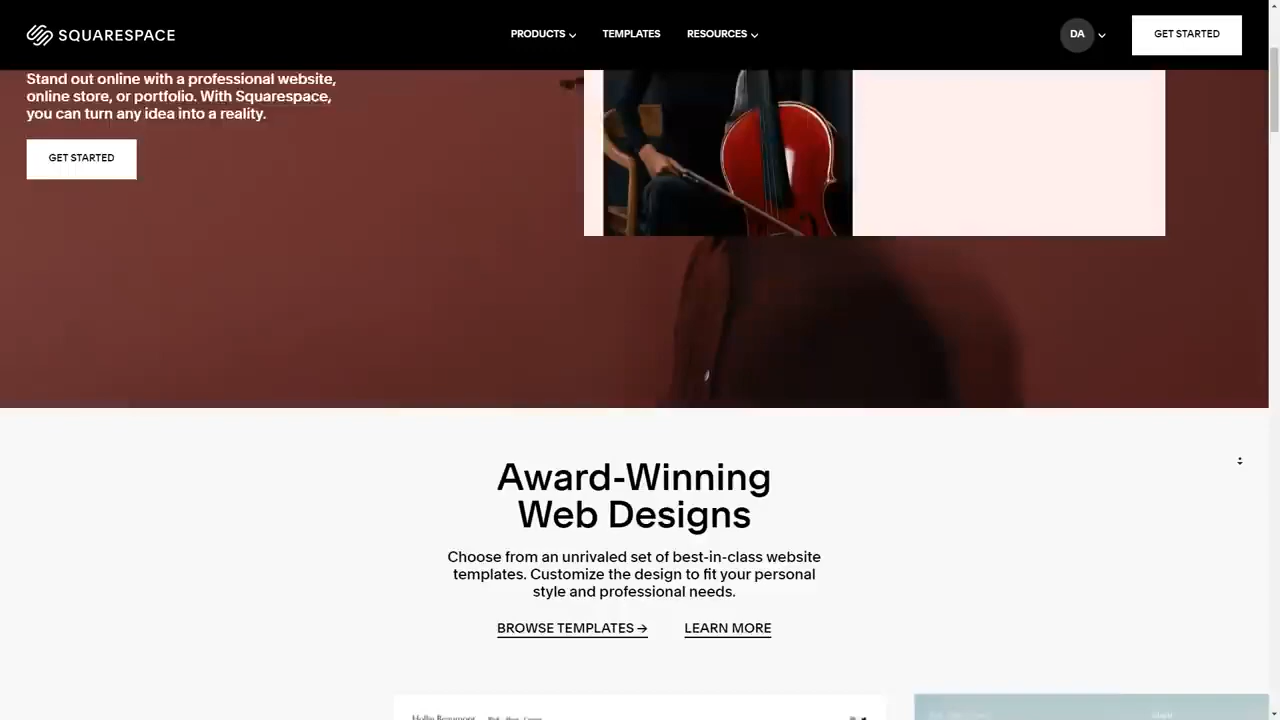 SQUARESPACE
PRODUCTS
TEMPLATES
RESOURCES
DA
GET STARTED
Stand out online with a professional website,
online store, or portfolio. With Squarespace,
you can turn any idea into a reality.
GET STARTED
Award-Winning
Web Designs
Choose from an unrivaled set of best-in-class website
templates. Customize the design to fit your personal
style and professional needs.
BROWSE TEMPLATES →
LEARN MORE